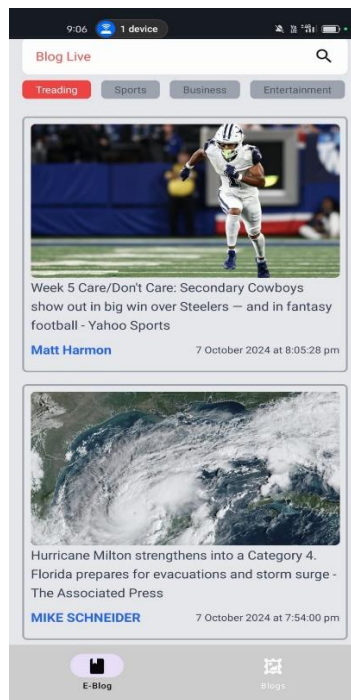 9:06 1 device
Blog Live
Treading Sports Business Entertainment
Week 5 Care/Don't Care: Secondary Cowboys
show out in big win over Steelers — and in fantasy
football - Yahoo Sports
Matt Harmon 7 October 2024 at 8:05:28 pm
Hurricane Milton strengthens into a Category 4.
Florida prepares for evacuations and storm surge -
The Associated Press
MIKE SCHNEIDER 7 October 2024 at 7:54:00 pm
E-Blog Blogs